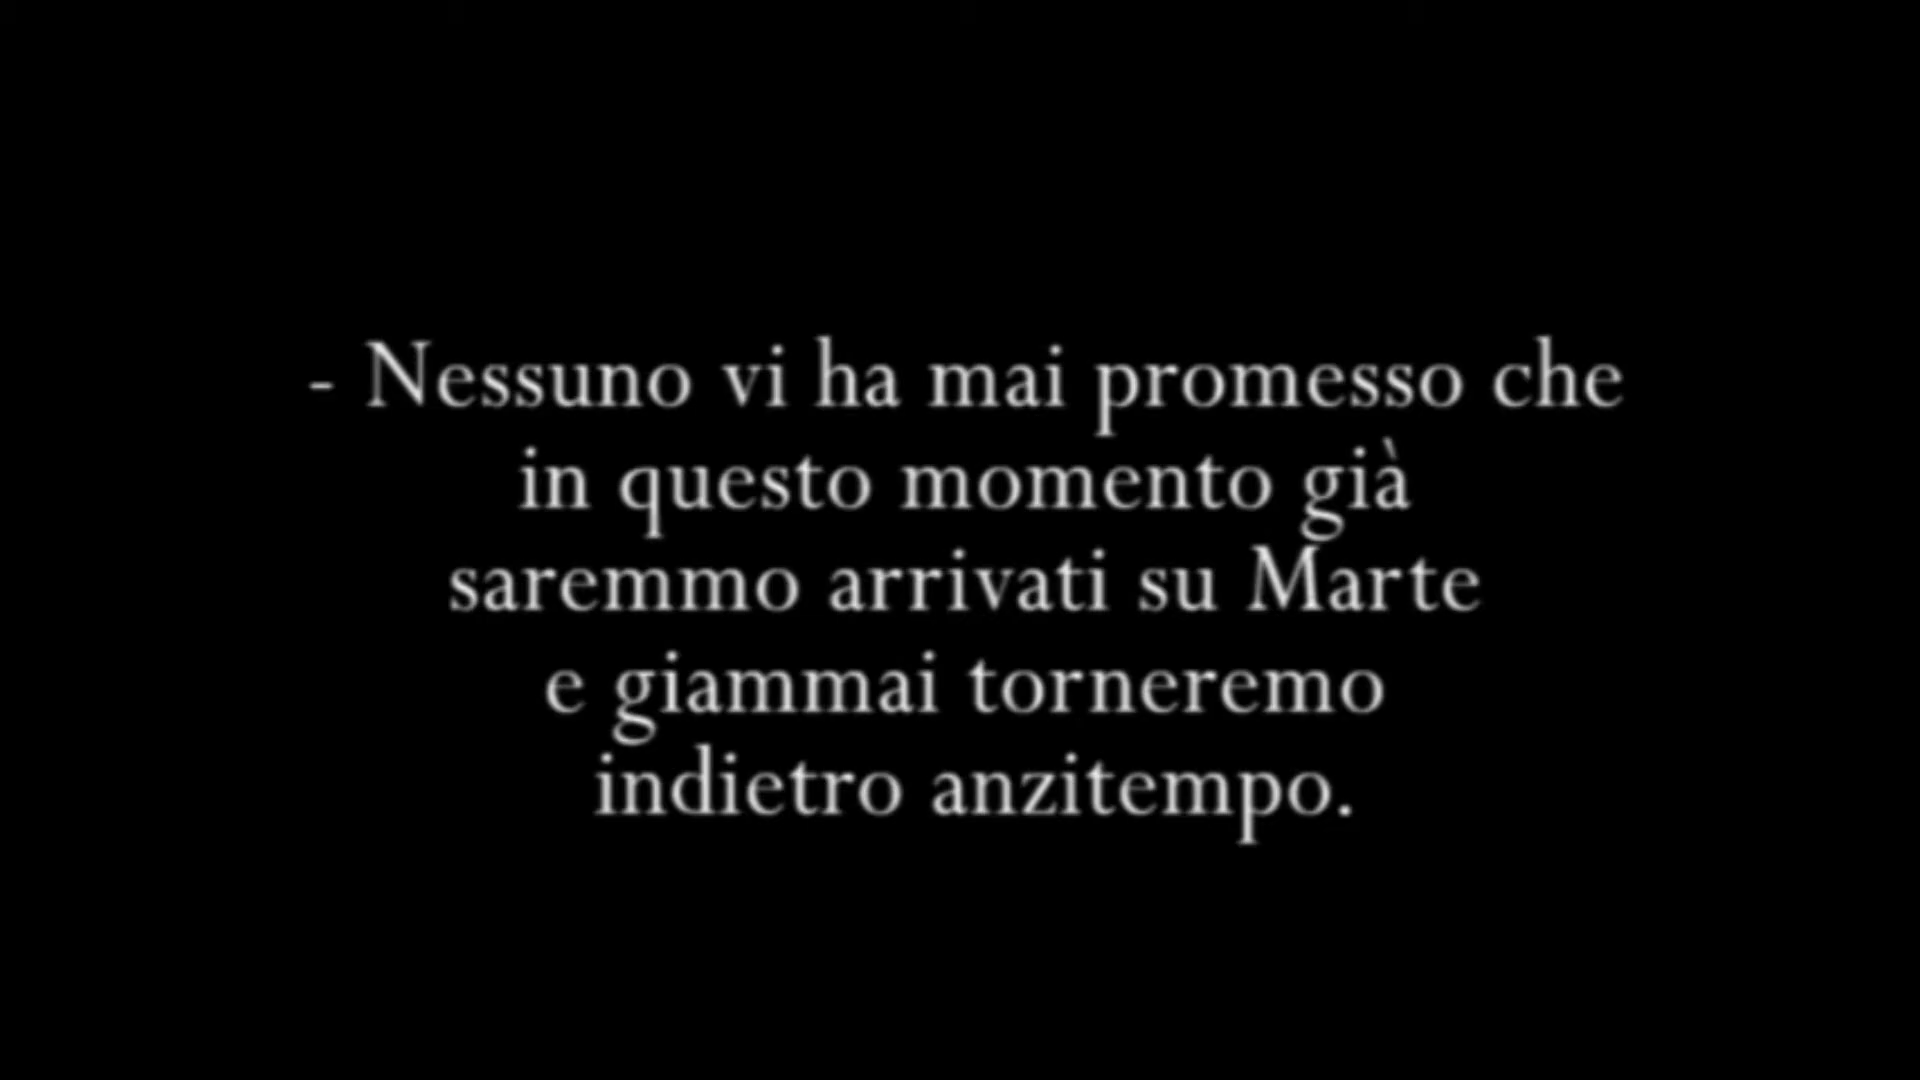 - Nessuno vi ha mai promesso che
in questo momento già
saremmo arrivati su Marte
e giammai torneremo
indietro anzitempo.